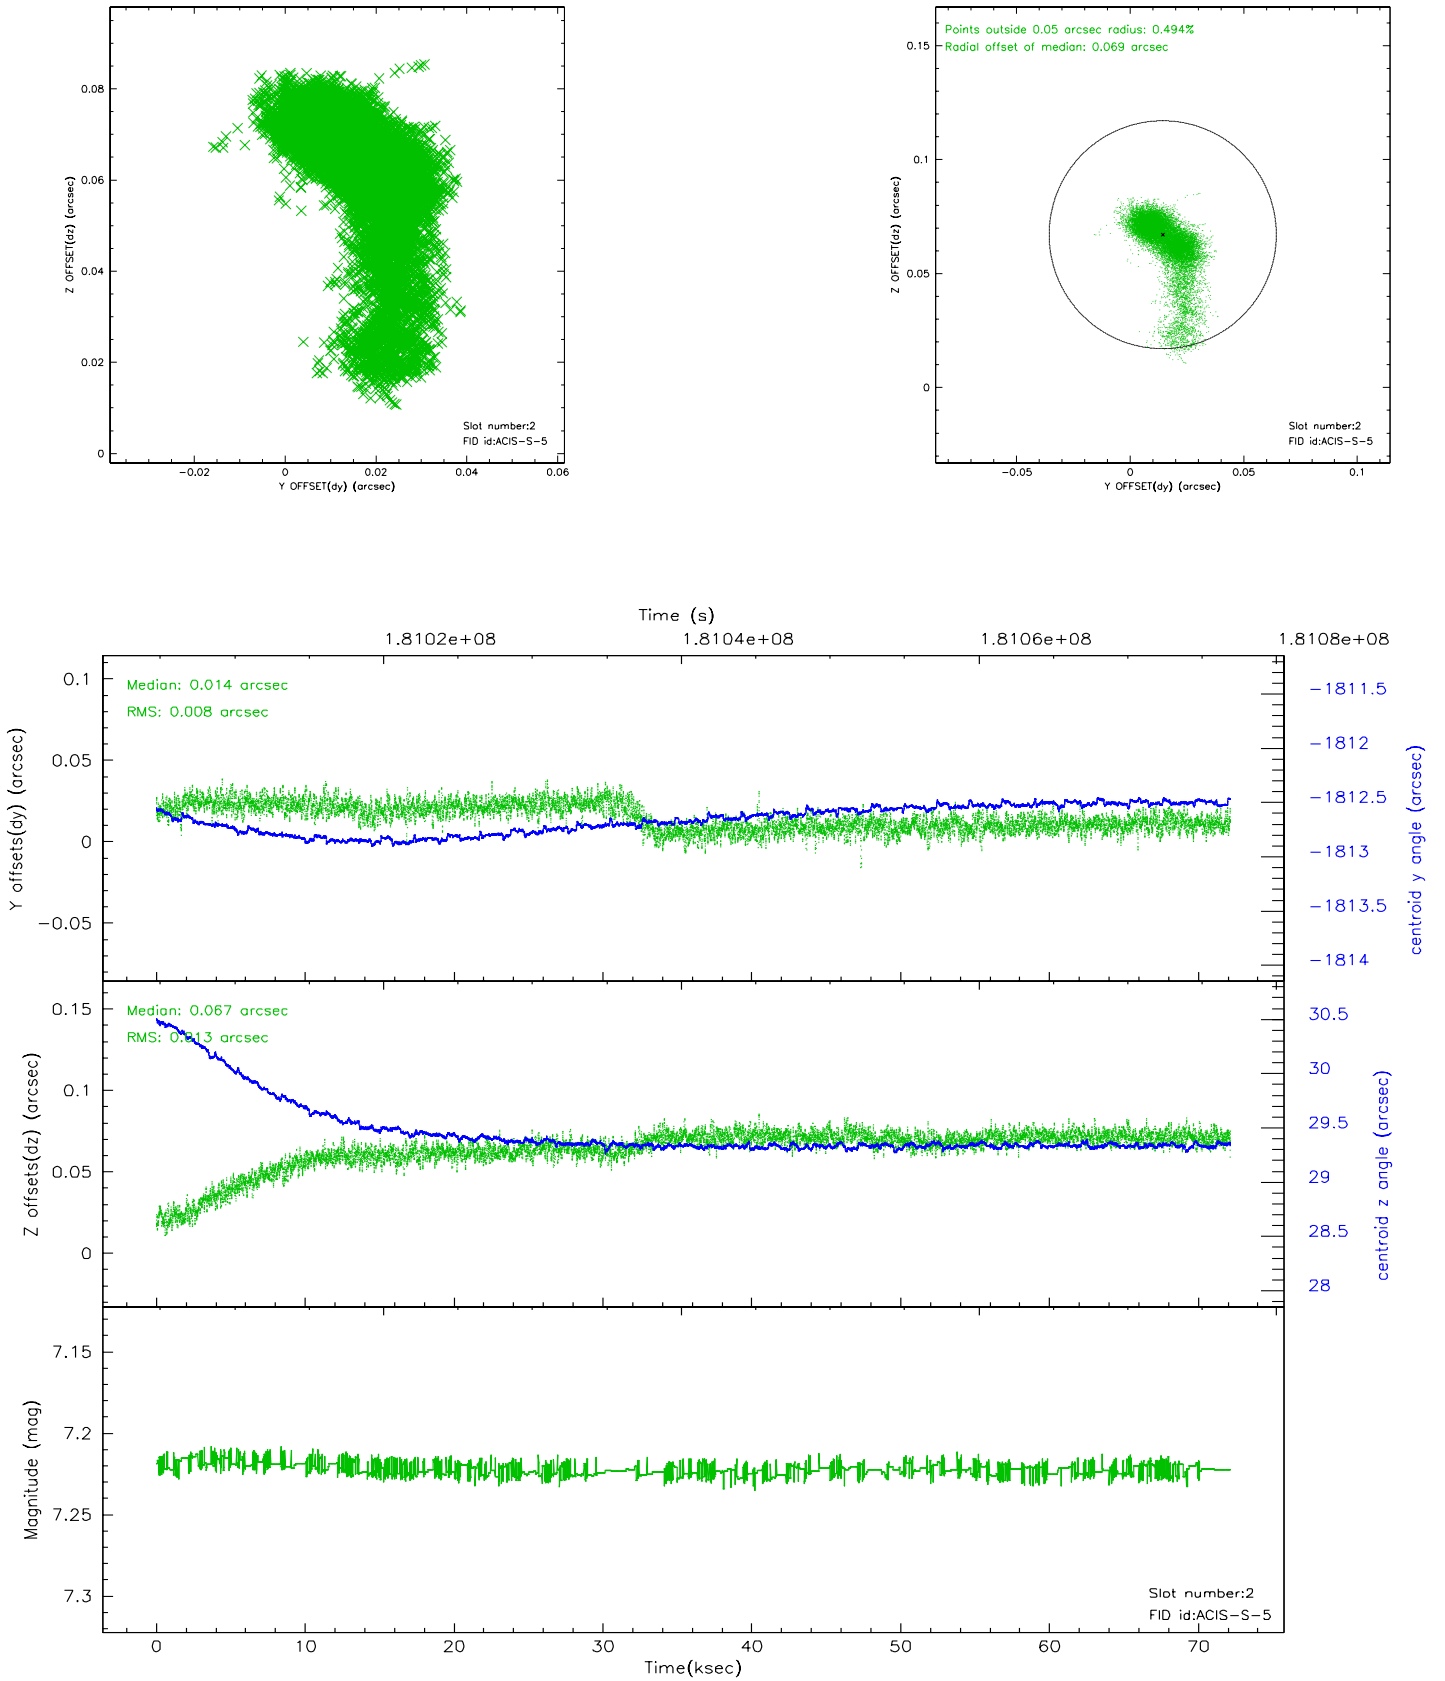 0.08
0.06
0.04
0.02
0
Z OFFSET(dz) (arcsec)
Slot number:2
FID id:ACIS-S-5
-0.02 0 0.02 0.04 0.06
Y OFFSET(dy) (arcsec)
Points outside 0.05 arcsec radius: 0.494%
Radial offset of median: 0.069 arcsec
0.15
0.1
0.05
0
Z OFFSET(dz) (arcsec)
Slot number:2
FID id:ACIS-S-5
-0.05 0 0.05 0.1
Y OFFSET(dy) (arcsec)
Time (s)
1.8102e+08 1.8104e+08 1.8106e+08 1.8108e+08
Median: 0.014 arcsec
RMS: 0.008 arcsec
0.1
0.05
0
-0.05
Y offsets(dy) (arcsec)
-1811.5
-1812
-1812.5
-1813
-1813.5
-1814
centroid y angle (arcsec)
Median: 0.067 arcsec
RMS: 0.013 arcsec
0.15
0.1
0.05
0
Z offsets(dz) (arcsec)
30.5
30
29.5
29
28.5
28
centroid z angle (arcsec)
7.15
7.2
7.25
7.3
Magnitude (mag)
Slot number:2
FID id:ACIS-S-5
0 10 20 30 40 50 60 70
Time(ksec)